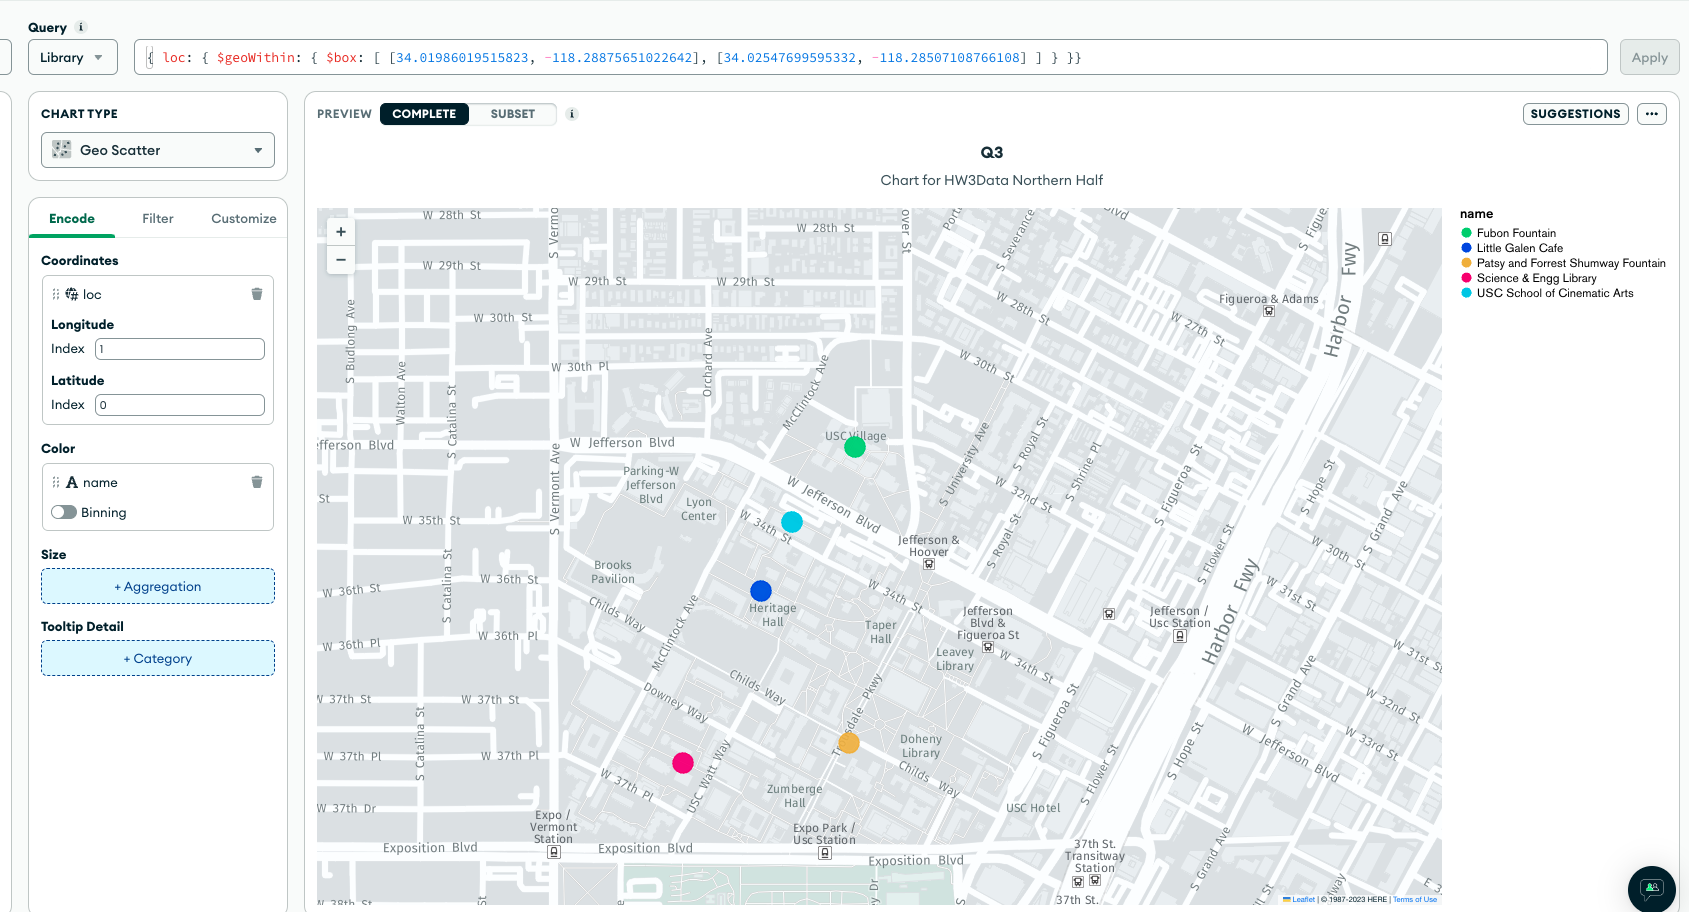 Query i
Library
{ loc: { $geoWithin: { $box: [ [34.01986019515823, -118.28875651022642], [34.02547699595332, -118.28507108766108] ] } }}
Apply
CHART TYPE
Geo Scatter
Encode Filter Customize
Coordinates
loc
Longitude
Index 1
Latitude
Index 0
Color
A name
Binning
Size
+ Aggregation
Tooltip Detail
+ Category
PREVIEW COMPLETE SUBSET i
SUGGESTIONS ...
Q3
Chart for HW3Data Northern Half
+
−
name
Fubon Fountain
Little Galen Cafe
Patsy and Forrest Shumway Fountain
Science & Engg Library
USC School of Cinematic Arts
W 28th St
W 28th St
W 29th St
W 29th St
W 29th St
W 30th St
W 30th Pl
S Vermo
over St
S Severance
Blvd
S Figue
Harbor Fwy
Figueroa & Adams
W 28th St
W 27th St
W 30th St
S Budlong Ave
Walton Ave
S Catalina St
Orchard Ave
McClintock Ave
USC Village
efferson Blvd
W Jefferson Blvd
S Vermont Ave
Parking-W
Jefferson
Blvd
Lyon
Center
W Jefferson Blvd
S University Ave
S Royal St
S Shrine Pl
W 32nd St
S Figueroa St
S Hope St
S Grand Ave
St
W 35th St
W 34th St
Jefferson &
Hoover
S Royal St
S Flower St
W 30th St
Brooks
Pavilion
W 36th St
W 36th St
S Catalina St
Childs Way
Heritage
Hall
W 34th St
Taper
Hall
Jefferson
Blvd &
Figueroa St
Jefferson /
Usc Station
W 31st St
Harbor Fwy
W 36th Pl
W 36th Pl
McClintock Ave
Leavey
Library
W 34th St
W 31st St
W 37th St
W 37th St
Downey Way
Childs Way
Trousdale Pkwy
S Figueroa St
S Grand Ave
W 32nd St
S Catalina St
W 37th Pl
W 37th Pl
W 37th Pl
USC Watt Way
Doheny
Library
Childs Way
S Flower St
S Hope St
W Jefferson Blvd
W 33rd St
Zumberge
Hall
USC Hotel
W 37th Dr
Expo /
Vermont
Station
Expo Park /
Usc Station
Exposition Blvd
Exposition Blvd
Exposition Blvd
37th St.
Transitway
Station
S Grand Ave
W 38th St
37th St.
Leaflet | © 1987-2023 HERE | Terms of Use